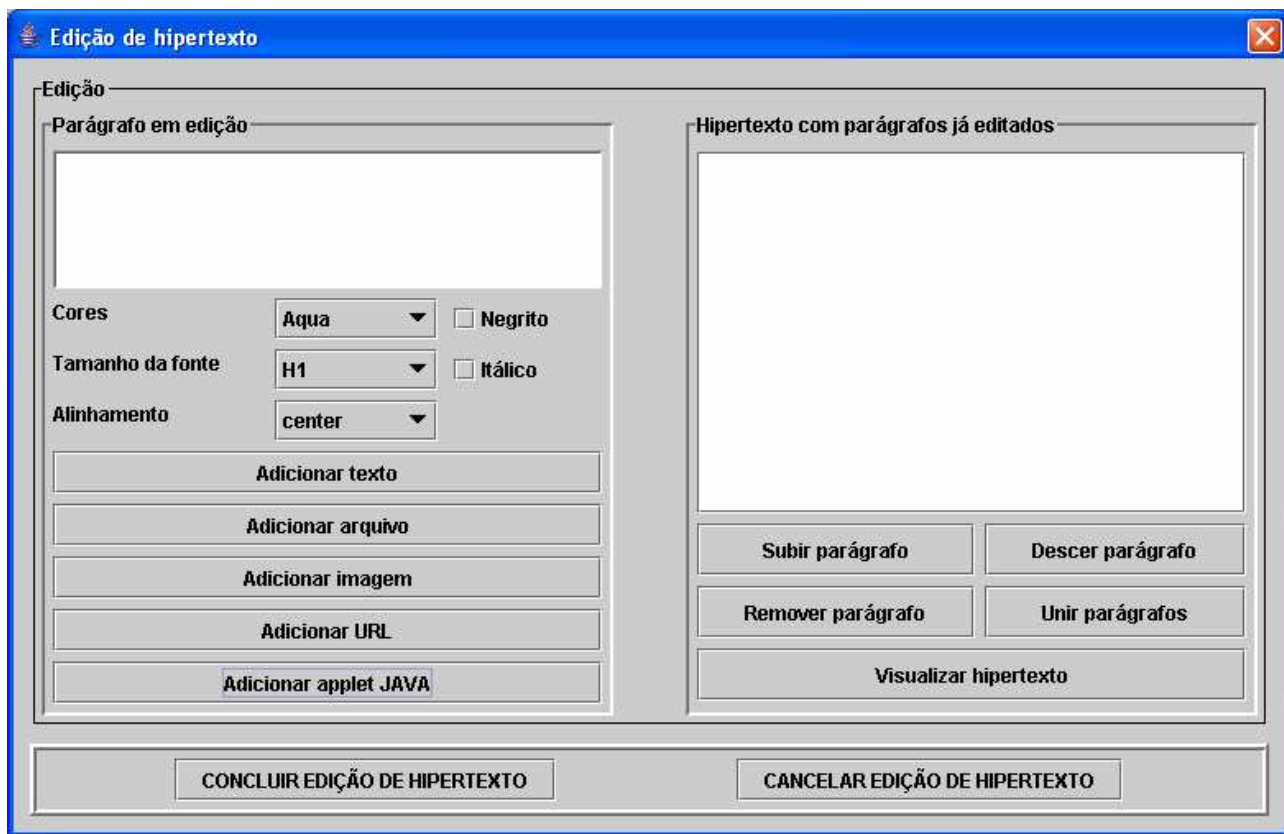 Edição de hipertexto
Edição
Parágrafo em edição
Cores
Aqua
Negrito
Tamanho da fonte
H1
Itálico
Alinhamento
center
Adicionar texto
Adicionar arquivo
Adicionar imagem
Adicionar URL
Adicionar applet JAVA
Hipertexto com parágrafos já editados
Subir parágrafo
Descer parágrafo
Remover parágrafo
Unir parágrafos
Visualizar hipertexto
CONCLUIR EDIÇÃO DE HIPERTEXTO
CANCELAR EDIÇÃO DE HIPERTEXTO